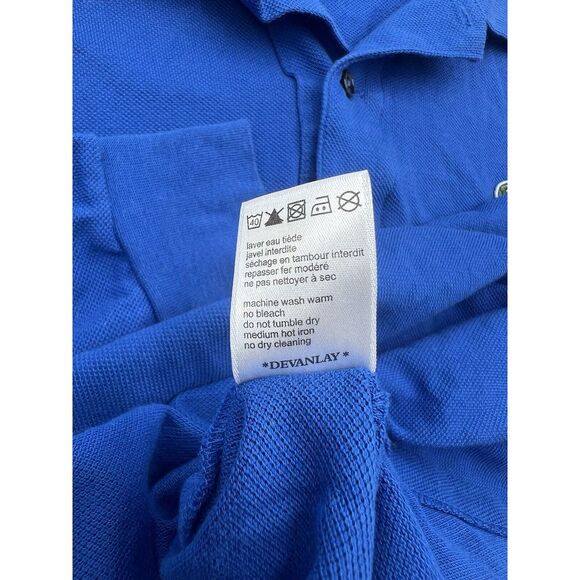 40
laver eau tiède
javel interdite
séchage en tambour interdit
repasser fer modéré
ne pas nettoyer à sec
machine wash warm
no bleach
do not tumble dry
medium hot iron
no dry cleaning
*DEVANLAY*